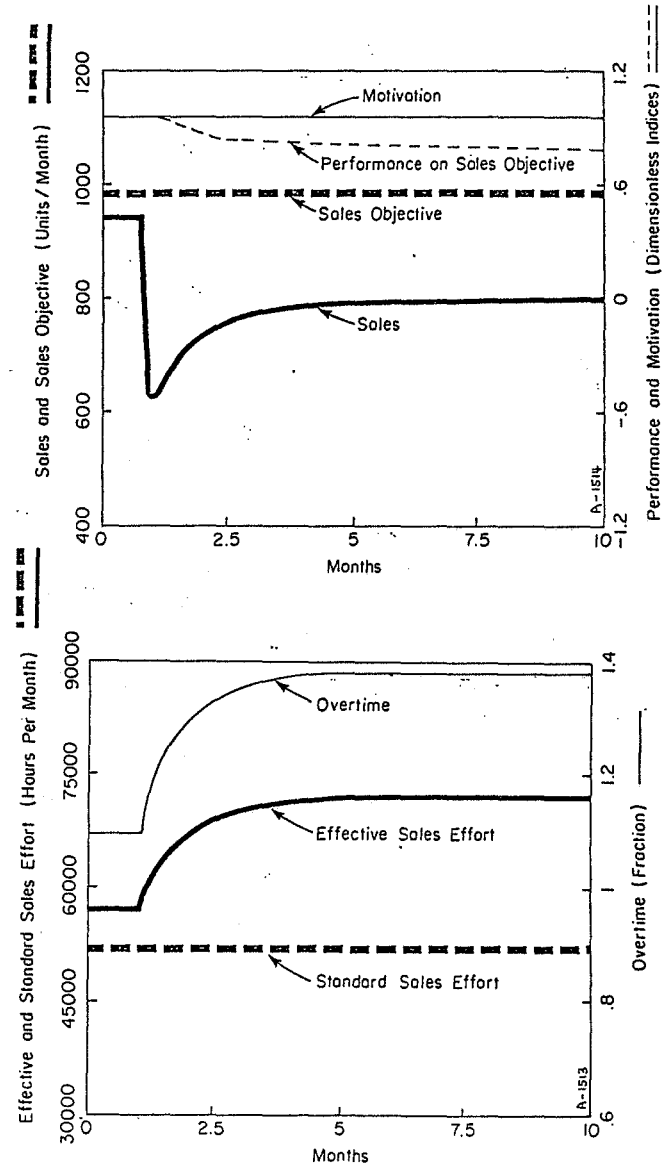 Sales and Sales Objective (Units/Month)
400
600
800
1000
1200
Motivation
Performance on Sales Objective
Sales Objective
Sales
0
2.5
5
7.5
10
Months
A-1514
-1.2
-.6
0
.6
1.2
Performance and Motivation (Dimensionless Indices)
Effective and Standard Sales Effort (Hours Per Month)
30000
45000
60000
75000
90000
Overtime
Effective Sales Effort
Standard Sales Effort
0
2.5
5
7.5
10
Months
A-1513
.6
.8
1
1.2
1.4
Overtime (Fraction)